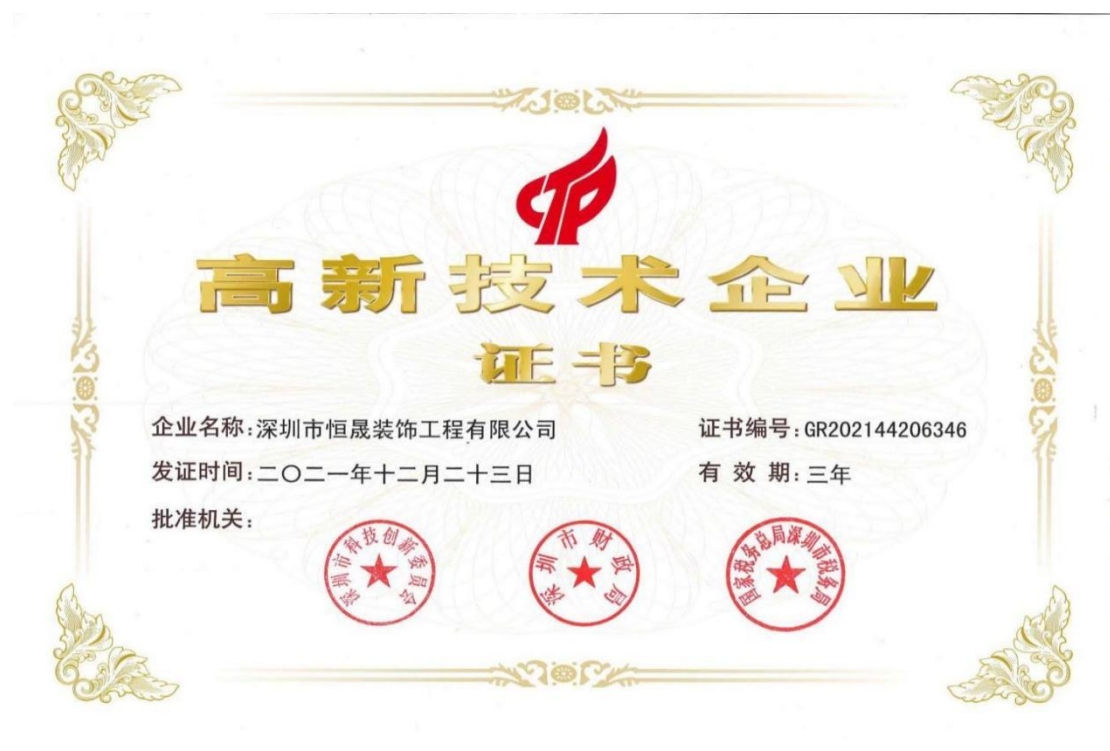 高新技术企业
证书
企业名称:深圳市恒晟装饰工程有限公司
证书编号:GR202144206346
发证时间:二〇二一年十二月二十三日
有效期:三年
批准机关:
深圳市科技创新委员会
深圳市财政局
国家税务总局深圳市税务局